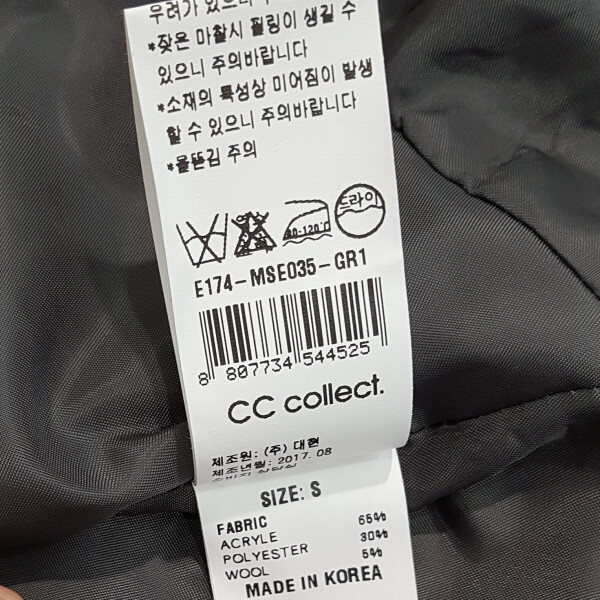 우려가 있으니 주의
*잦은 마찰시 필링이 생길 수
있으니 주의바랍니다
*소재의 특성상 미어짐이 발생
할 수 있으니 주의바랍니다
*올뜯김 주의
드라이
80-120℃
E174-MSE035-GR1
8 807734 544525
CC collect.
제조원: (주) 대현
제조년월: 2017. 08
SIZE: S
FABRIC
ACRYLE 65%
POLYESTER 30%
WOOL 5%
MADE IN KOREA